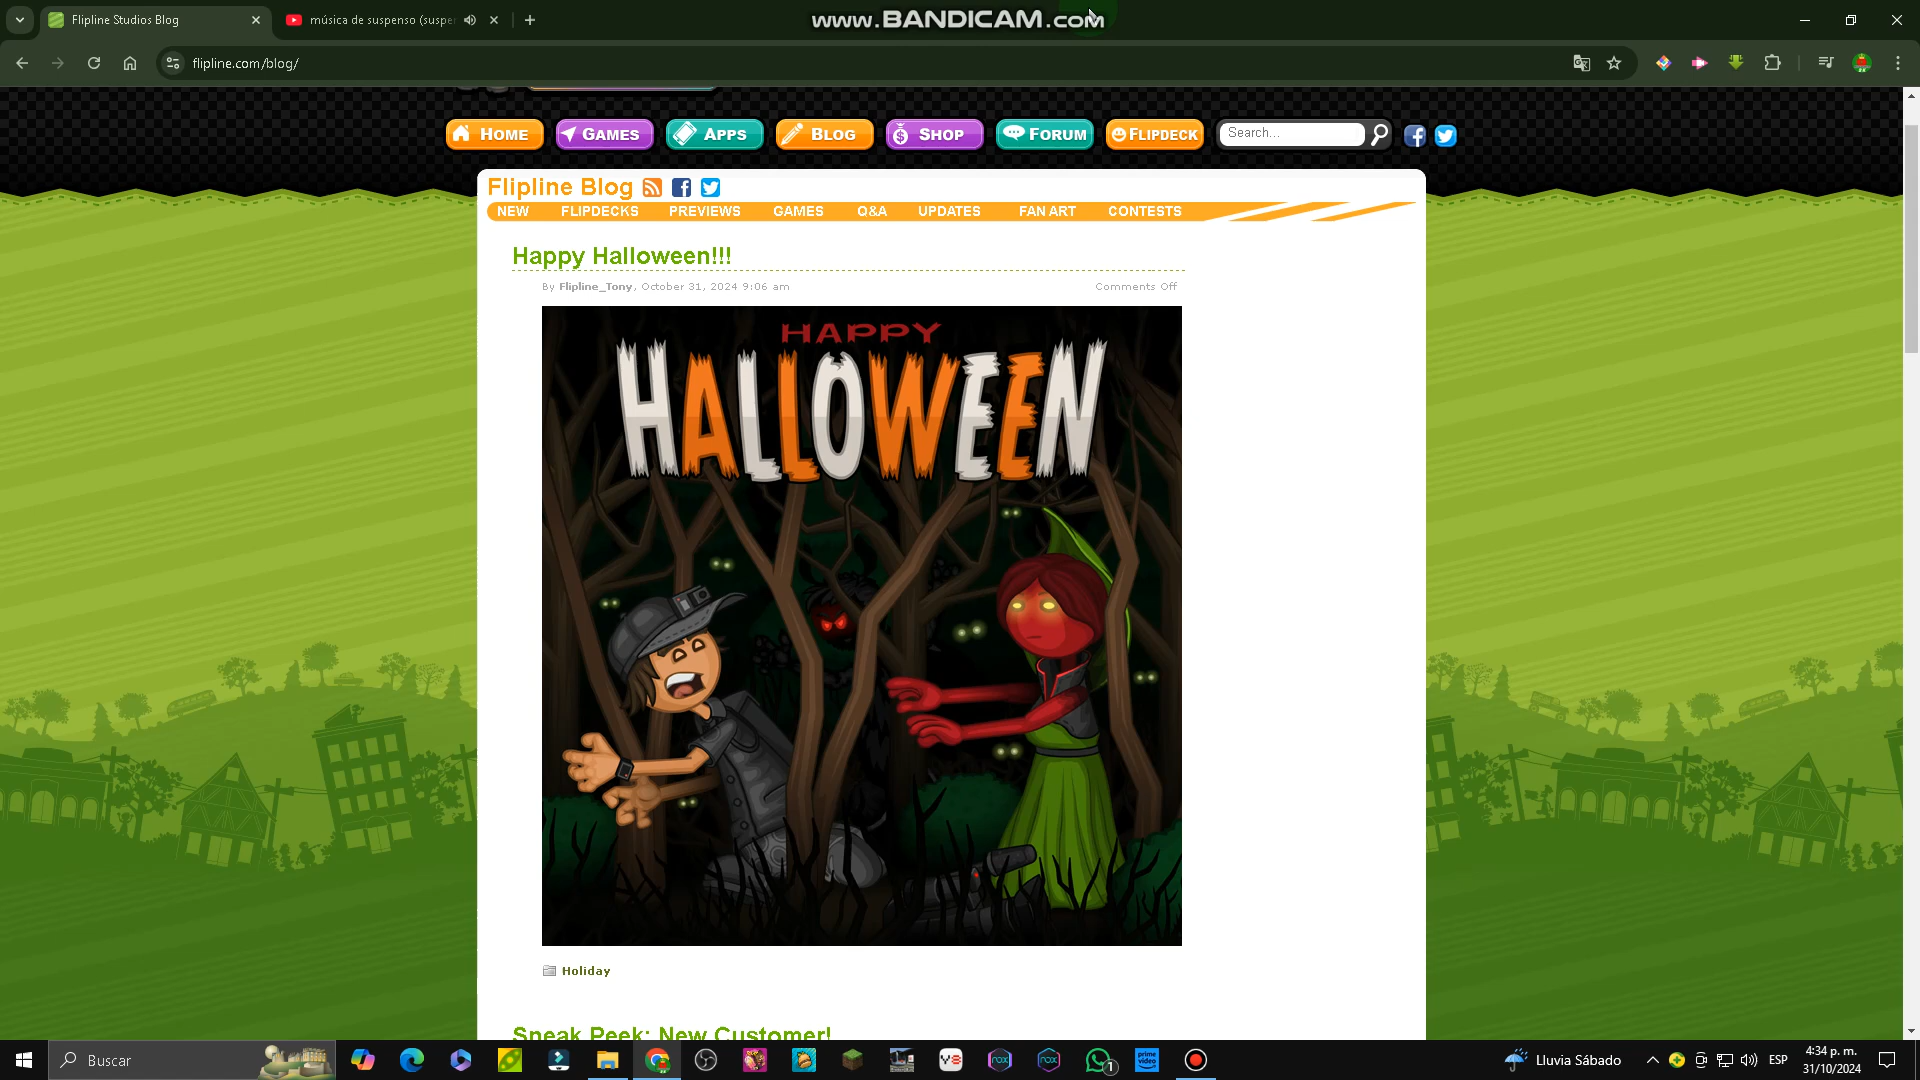 Flipline Studios Blog
música de suspenso (suspe
www.BANDICAM.com
flipline.com/blog/
HOME
GAMES
APPS
BLOG
SHOP
FORUM
FLIPDECK
Search...
Flipline Blog
NEW
FLIPDECKS
PREVIEWS
GAMES
Q&A
UPDATES
FAN ART
CONTESTS
Happy Halloween!!!
By Flipline_Tony, October 31, 2024 9:06 am
Comments Off
HAPPY
HALLOWEEN
Holiday
Sneak Peek: New Customer!
Buscar
1
Lluvia Sábado
ESP
4:34 p. m.
31/10/2024